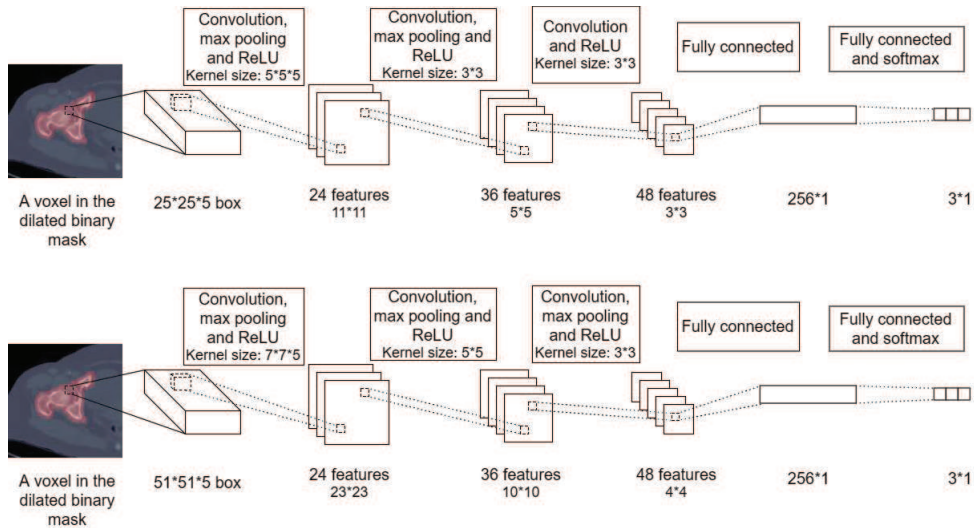 Convolution,
max pooling
and ReLU
Kernel size: 5*5*5
Convolution,
max pooling and
ReLU
Kernel size: 3*3
Convolution
and ReLU
Kernel size: 3*3
Fully connected
Fully connected
and softmax
A voxel in the
dilated binary
mask
25*25*5 box
24 features
11*11
36 features
5*5
48 features
3*3
256*1
3*1
Convolution,
max pooling
and ReLU
Kernel size: 7*7*5
Convolution,
max pooling and
ReLU
Kernel size: 5*5
Convolution,
max pooling
and ReLU
Kernel size: 3*3
Fully connected
Fully connected
and softmax
A voxel in the
dilated binary
mask
51*51*5 box
24 features
23*23
36 features
10*10
48 features
4*4
256*1
3*1